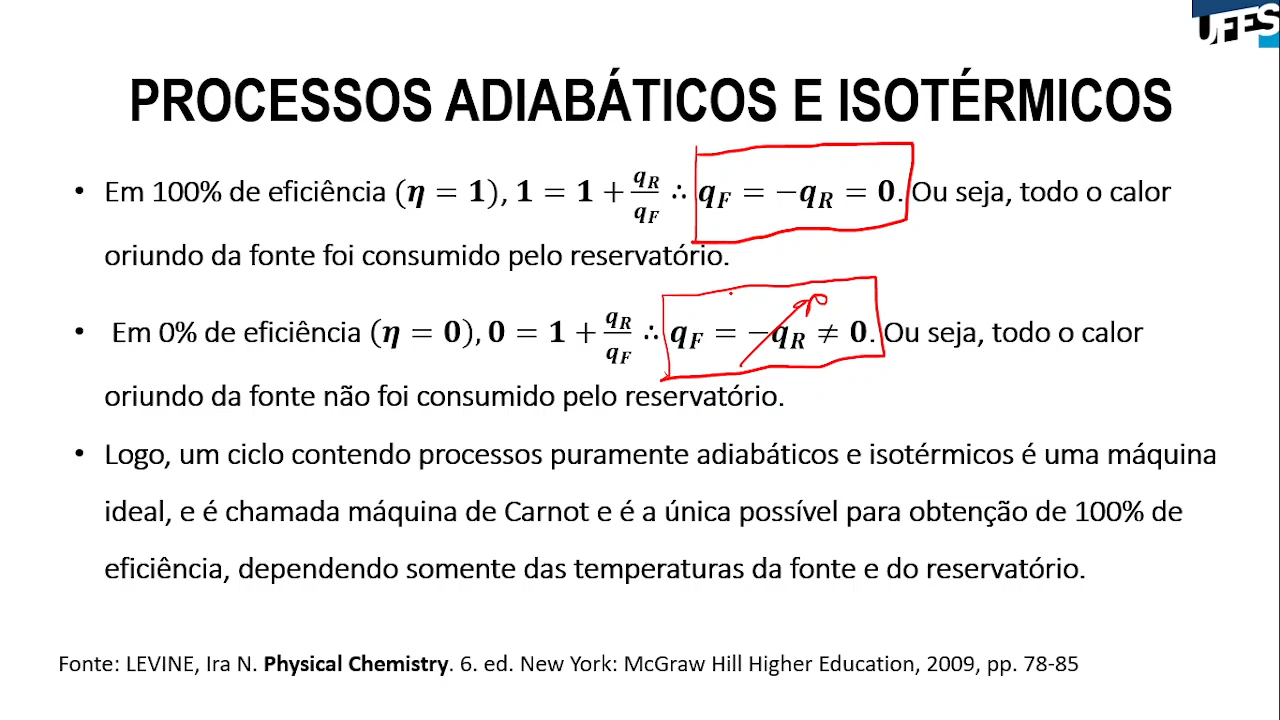 UFES
PROCESSOS ADIABÁTICOS E ISOTÉRMICOS
• Em 100% de eficiência (η = 1), 1 = 1 + q_R/q_F ∴ q_F = −q_R = 0. Ou seja, todo o calor
oriundo da fonte foi consumido pelo reservatório.
• Em 0% de eficiência (η = 0), 0 = 1 + q_R/q_F ∴ q_F = −q_R ≠ 0. Ou seja, todo o calor
oriundo da fonte não foi consumido pelo reservatório.
• Logo, um ciclo contendo processos puramente adiabáticos e isotérmicos é uma máquina
ideal, e é chamada máquina de Carnot e é a única possível para obtenção de 100% de
eficiência, dependendo somente das temperaturas da fonte e do reservatório.
Fonte: LEVINE, Ira N. Physical Chemistry. 6. ed. New York: McGraw Hill Higher Education, 2009, pp. 78-85